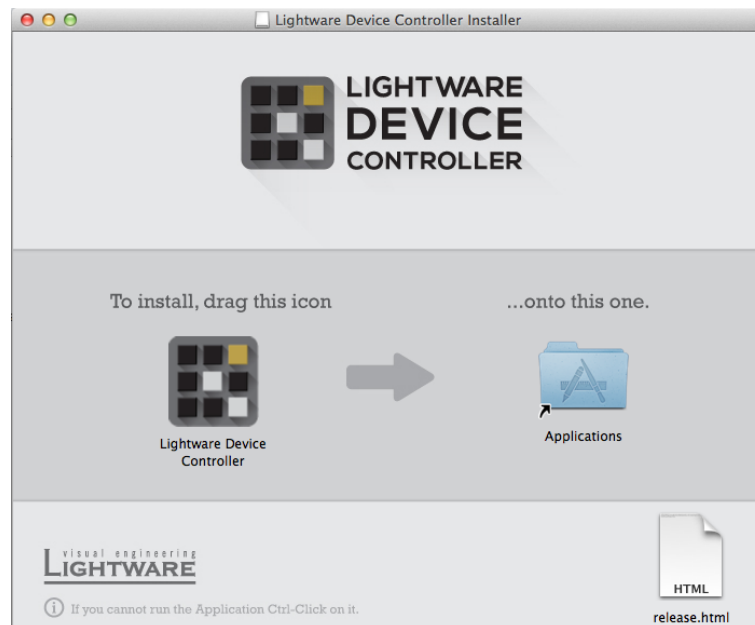 Lightware Device Controller Installer
LIGHTWARE
DEVICE
CONTROLLER
To install, drag this icon
...onto this one.
Lightware Device
Controller
Applications
visual engineering
LIGHTWARE
i If you cannot run the Application Ctrl-Click on it.
HTML
release.html